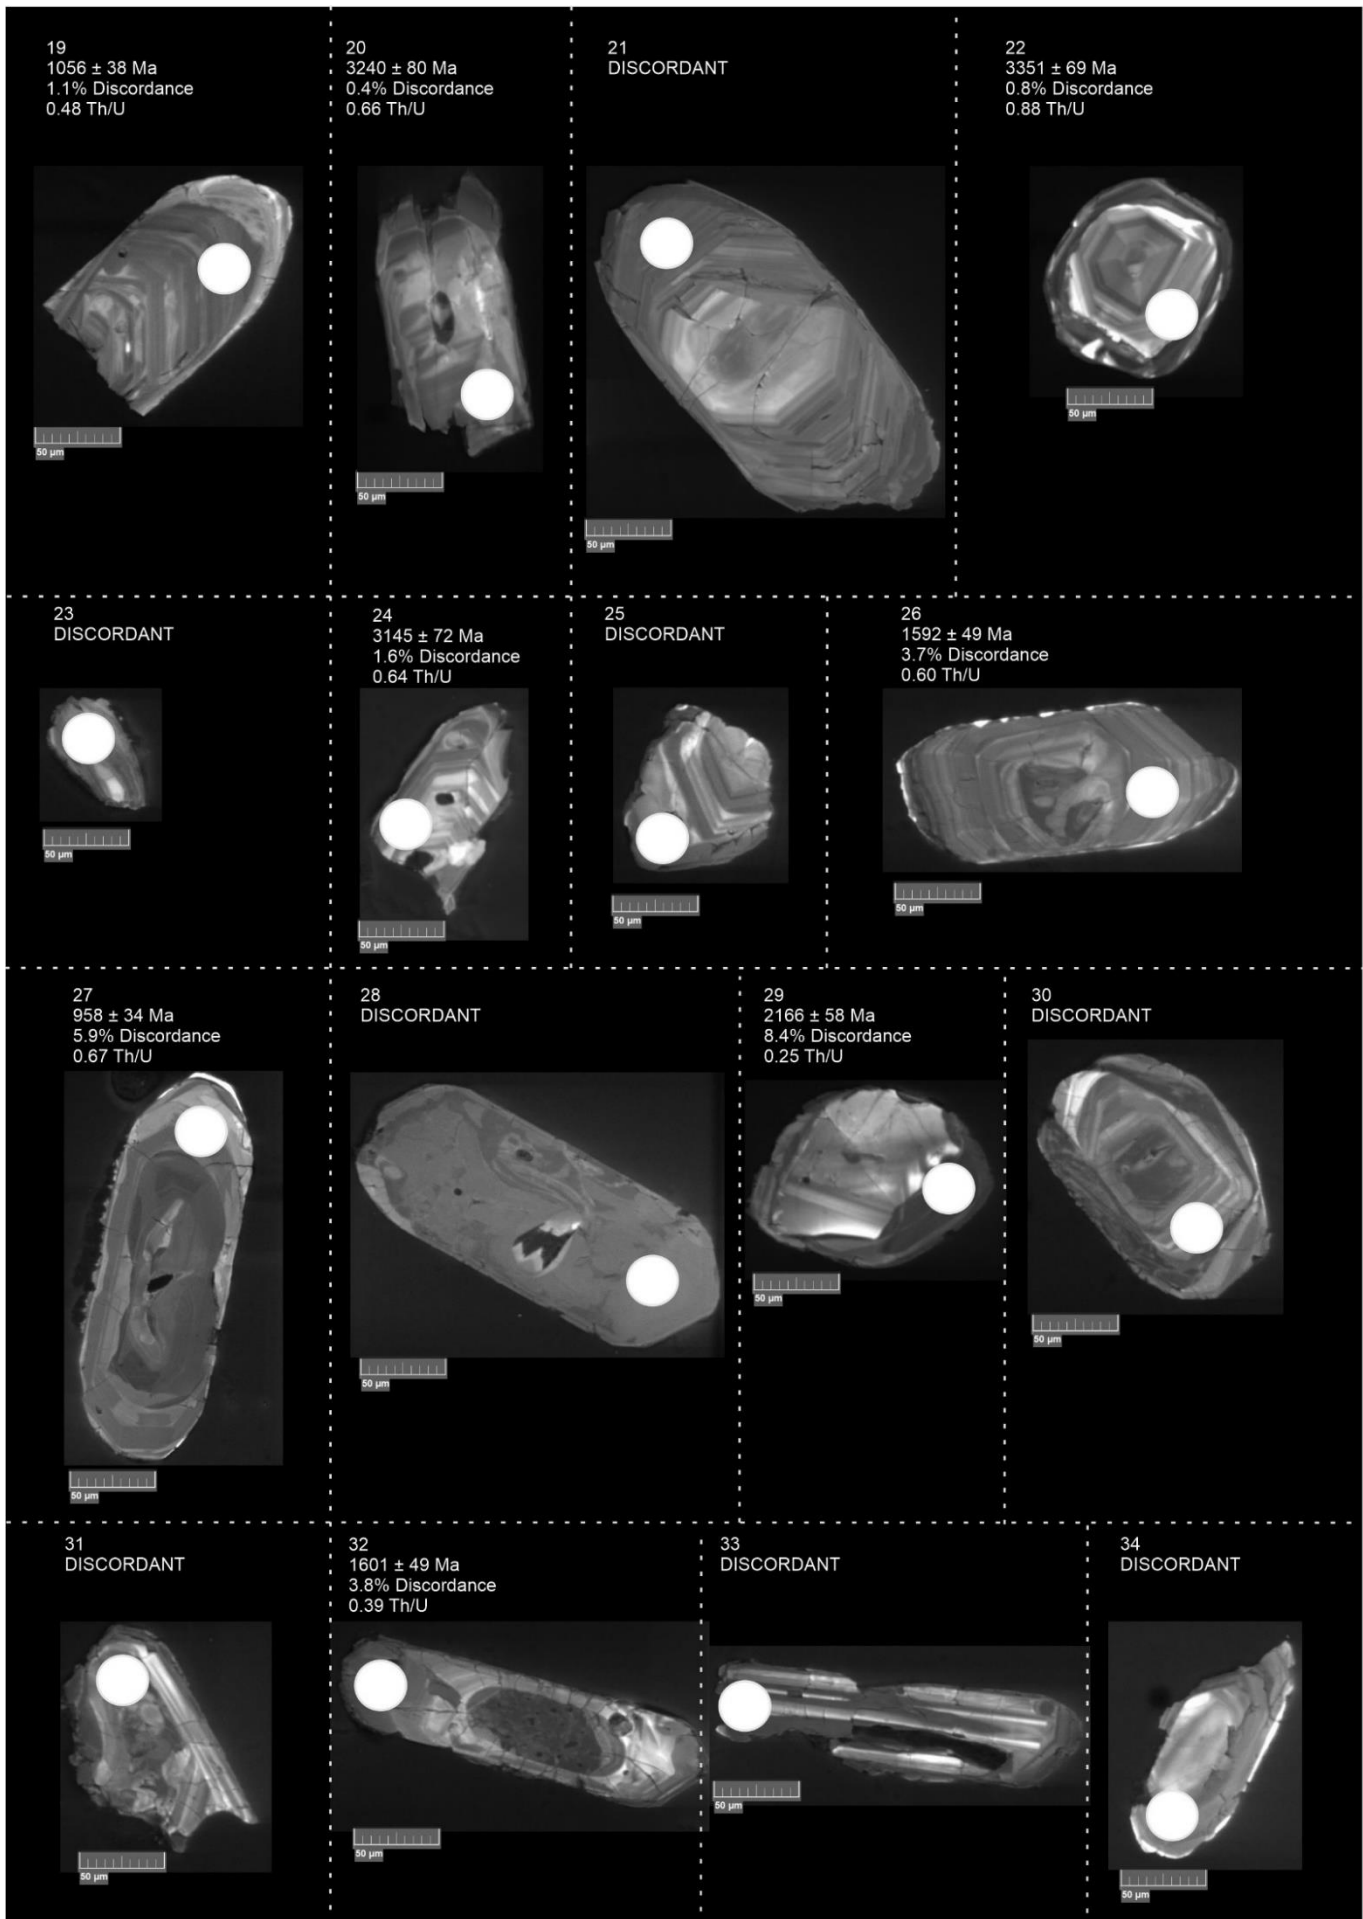 19
1056 ± 38 Ma
1.1% Discordance
0.48 Th/U
50 µm
20
3240 ± 80 Ma
0.4% Discordance
0.66 Th/U
50 µm
21
DISCORDANT
50 µm
22
3351 ± 69 Ma
0.8% Discordance
0.88 Th/U
50 µm
23
DISCORDANT
50 µm
24
3145 ± 72 Ma
1.6% Discordance
0.64 Th/U
50 µm
25
DISCORDANT
50 µm
26
1592 ± 49 Ma
3.7% Discordance
0.60 Th/U
50 µm
27
958 ± 34 Ma
5.9% Discordance
0.67 Th/U
50 µm
28
DISCORDANT
50 µm
29
2166 ± 58 Ma
8.4% Discordance
0.25 Th/U
50 µm
30
DISCORDANT
50 µm
31
DISCORDANT
50 µm
32
1601 ± 49 Ma
3.8% Discordance
0.39 Th/U
50 µm
33
DISCORDANT
50 µm
34
DISCORDANT
50 µm